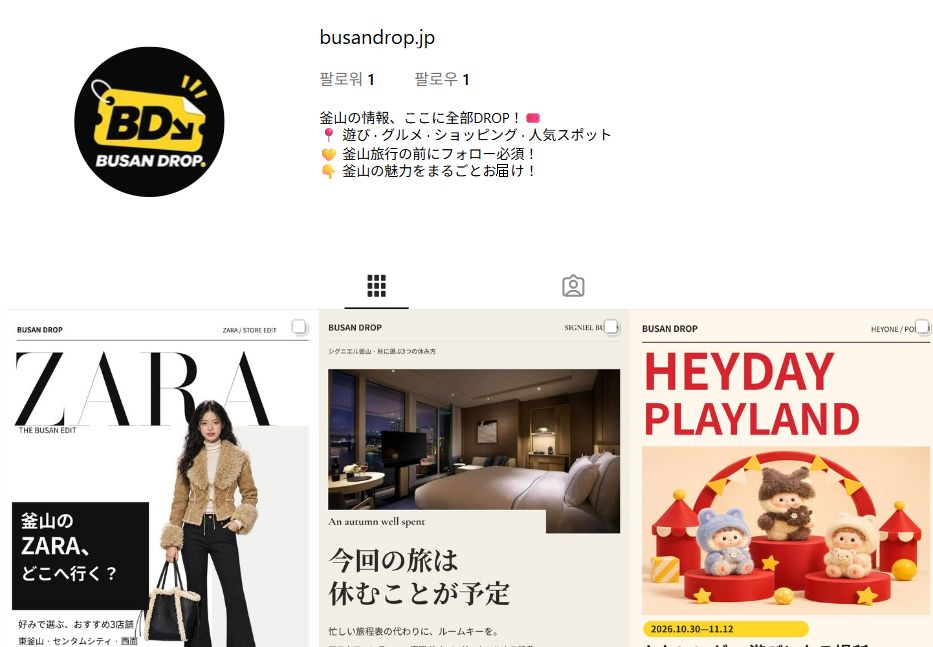 busandrop.jp
팔로워 1 팔로우 1
BD
BUSAN DROP.
釜山の情報、ここに全部DROP！
遊び · グルメ · ショッピング · 人気スポット
釜山旅行の前にフォロー必須！
釜山の魅力をまるごとお届け！
BUSAN DROP
ZARA / STORE EDIT
ZARA
THE BUSAN EDIT
釜山の
ZARA、
どこへ行く？
好みで選ぶ、おすすめ3店舗
東釜山 · センタムシティ · 西面
BUSAN DROP
SIGNIEL
シグニエル釜山 · 秋に選ぶ3つの休み方
An autumn well spent
今回の旅は
休むことが予定
忙しい旅程表の代わりに、ルームキーを。
BUSAN DROP
HEYONE /
HEYDAY
PLAYLAND
2026.10.30—11.12